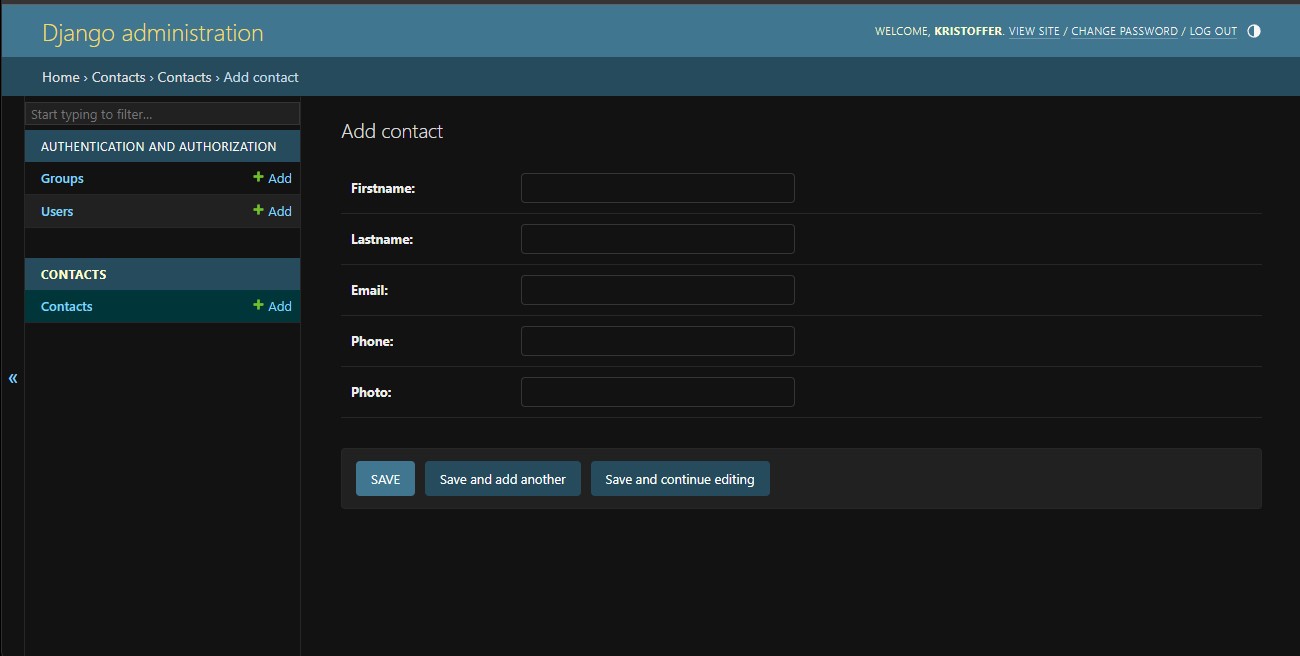 Django administration
WELCOME, KRISTOFFER. VIEW SITE / CHANGE PASSWORD / LOG OUT
Home › Contacts › Contacts › Add contact
Start typing to filter...
AUTHENTICATION AND AUTHORIZATION
Groups + Add
Users + Add
CONTACTS
Contacts + Add
«
Add contact
Firstname:
Lastname:
Email:
Phone:
Photo:
SAVE Save and add another Save and continue editing